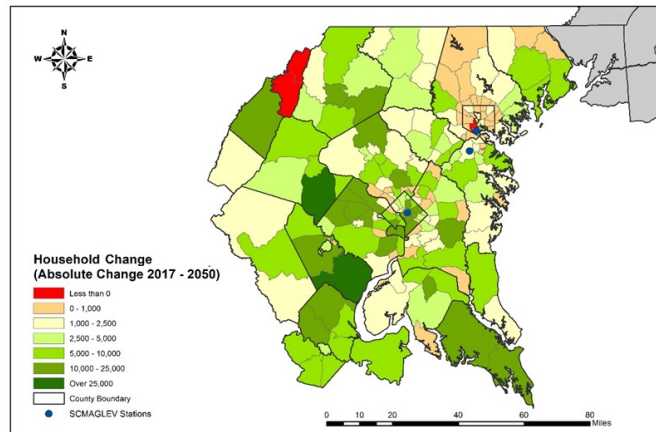 N
W E
S
Household Change
(Absolute Change 2017 - 2050)
Less than 0
0 - 1,000
1,000 - 2,500
2,500 - 5,000
5,000 - 10,000
10,000 - 25,000
Over 25,000
County Boundary
SCMAGLEV Stations
0 10 20 40 60 80
Miles